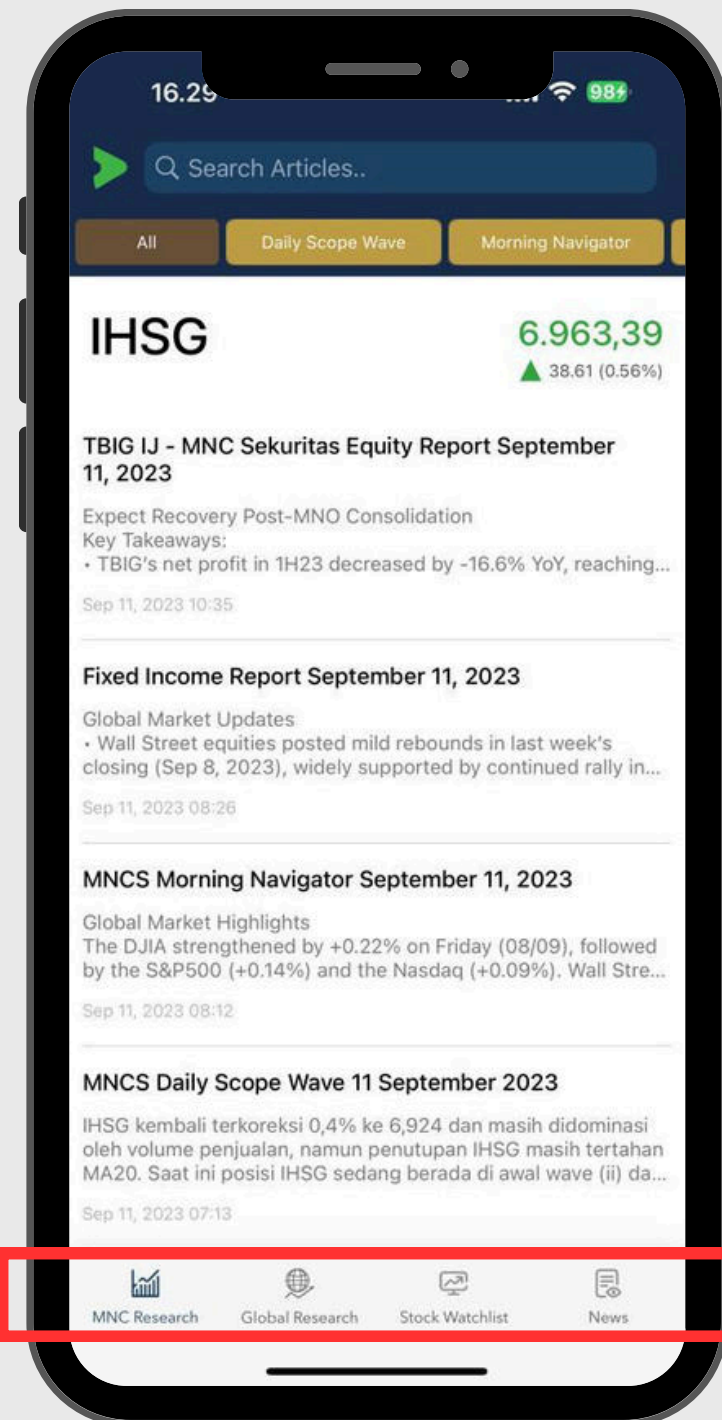 16.29
98
Search Articles..
All
Daily Scope Wave
Morning Navigator
IHSG
6.963,39
38.61 (0.56%)
TBIG IJ - MNC Sekuritas Equity Report September
11, 2023
Expect Recovery Post-MNO Consolidation
Key Takeaways:
• TBIG's net profit in 1H23 decreased by -16.6% YoY, reaching...
Sep 11, 2023 10:35
Fixed Income Report September 11, 2023
Global Market Updates
• Wall Street equities posted mild rebounds in last week's
closing (Sep 8, 2023), widely supported by continued rally in...
Sep 11, 2023 08:26
MNCS Morning Navigator September 11, 2023
Global Market Highlights
The DJIA strengthened by +0.22% on Friday (08/09), followed
by the S&P500 (+0.14%) and the Nasdaq (+0.09%). Wall Stre...
Sep 11, 2023 08:12
MNCS Daily Scope Wave 11 September 2023
IHSG kembali terkoreksi 0,4% ke 6,924 dan masih didominasi
oleh volume penjualan, namun penutupan IHSG masih tertahan
MA20. Saat ini posisi IHSG sedang berada di awal wave (ii) da...
Sep 11, 2023 07:13
MNC Research
Global Research
Stock Watchlist
News